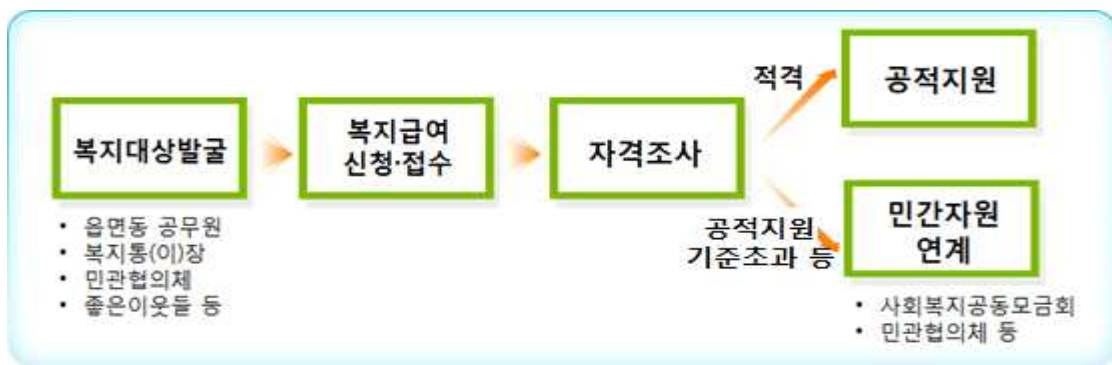 복지대상발굴
• 읍면동 공무원
• 복지통(이)장
• 민관협의체
• 좋은이웃들 등
복지급여
신청·접수
자격조사
적격
공적지원
공적지원
기준초과 등
민간자원
연계
• 사회복지공동모금회
• 민관협의체 등